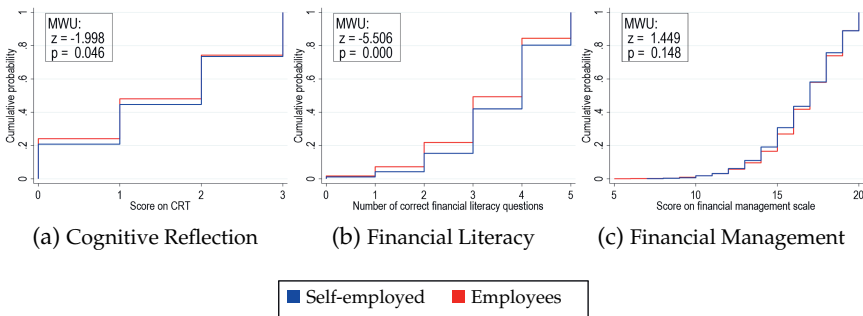 MWU:
z = -1.998
p = 0.046
Cumulative probability
0 .2 .4 .6 .8 1
0 1 2 3
Score on CRT
(a) Cognitive Reflection
MWU:
z = -5.506
p = 0.000
Cumulative probability
0 .2 .4 .6 .8 1
0 1 2 3 4 5
Number of correct financial literacy questions
(b) Financial Literacy
MWU:
z = 1.449
p = 0.148
Cumulative probability
0 .2 .4 .6 .8 1
5 10 15 20
Score on financial management scale
(c) Financial Management
Self-employed Employees